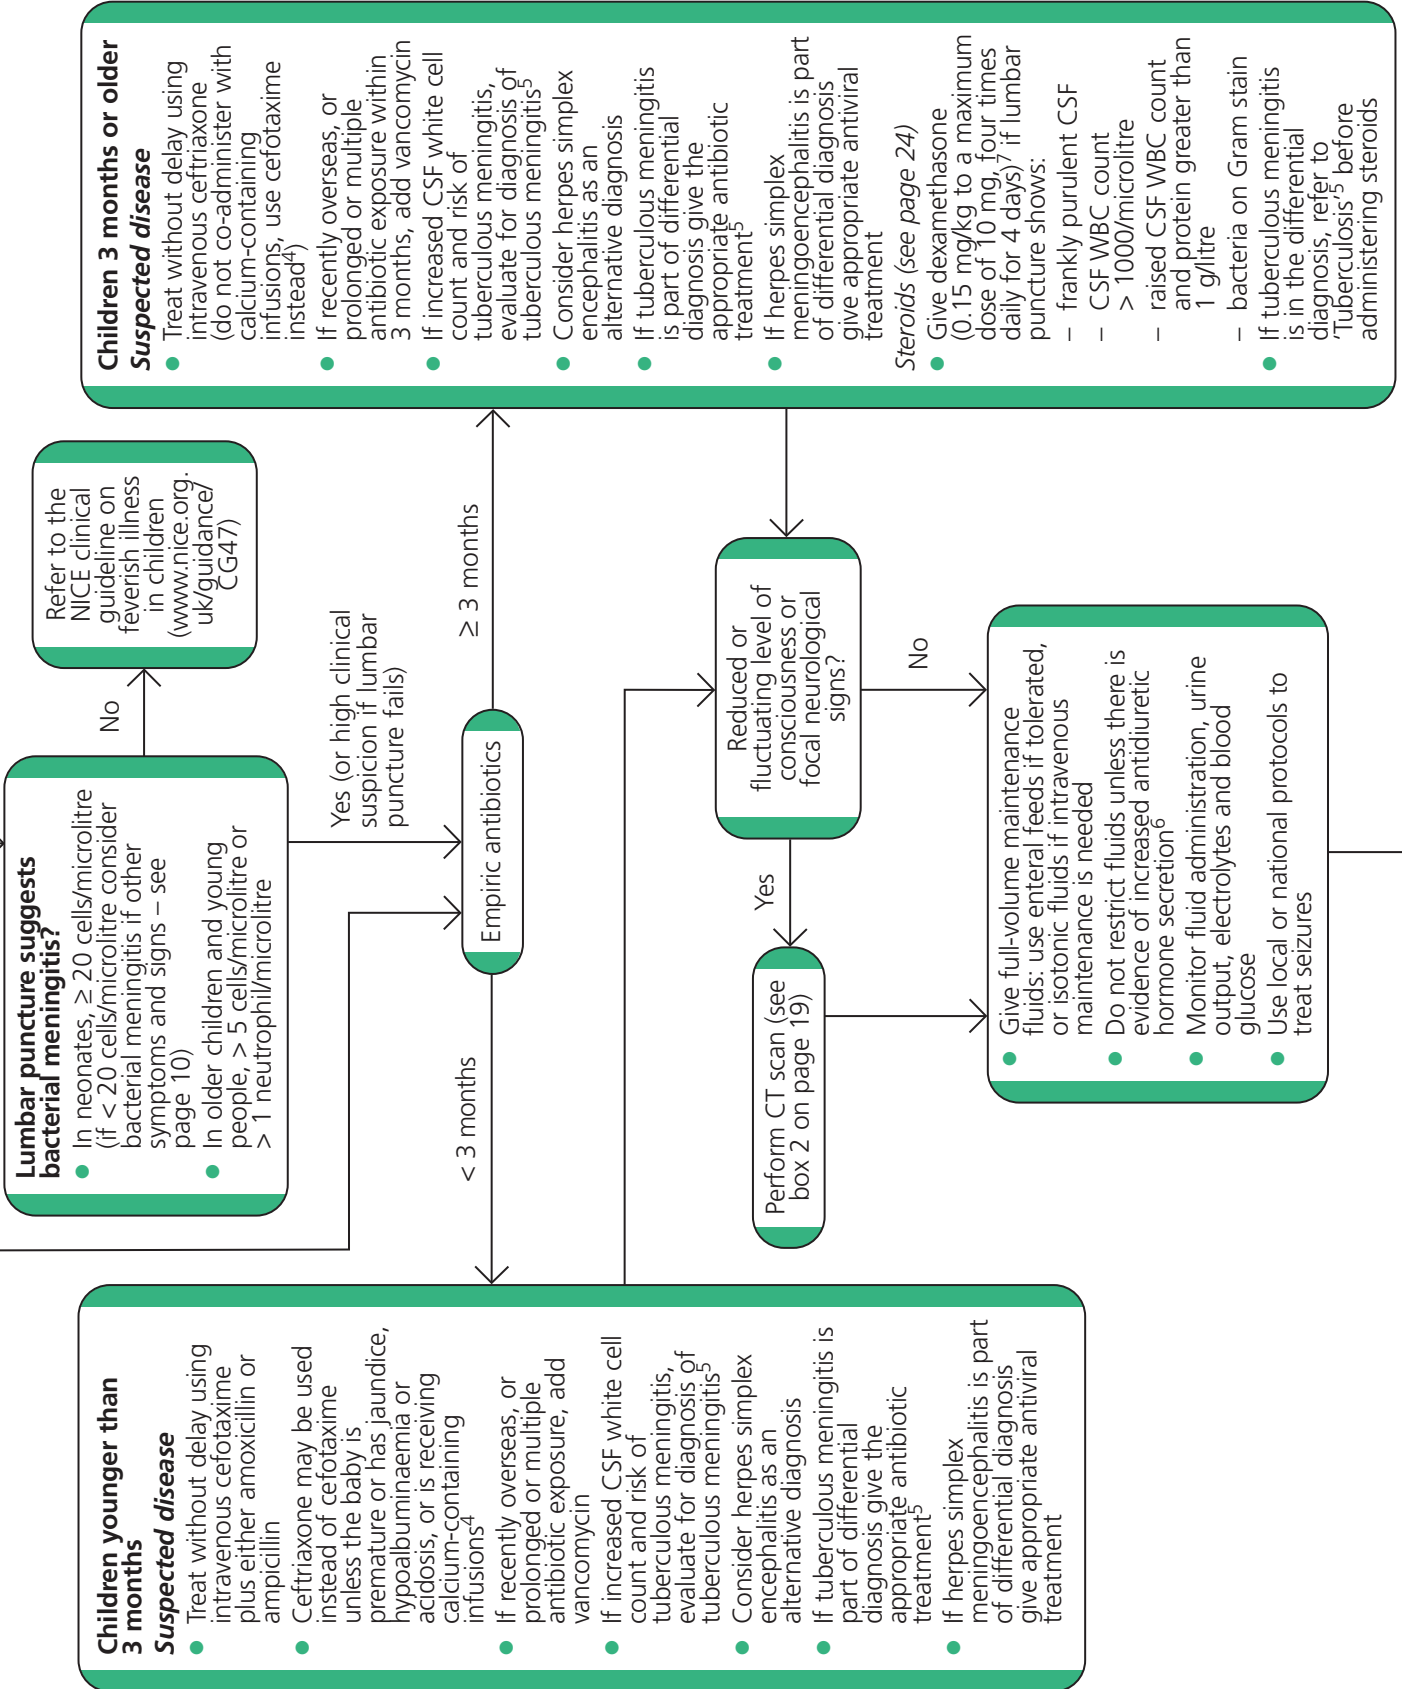 Lumbar puncture suggests
bacterial meningitis?
● In neonates, ≥ 20 cells/microlitre
(if < 20 cells/microlitre consider
bacterial meningitis if other
symptoms and signs – see
page 10)
● In older children and young
people, > 5 cells/microlitre or
> 1 neutrophil/microlitre
No
Refer to the
NICE clinical
guideline on
feverish illness
in children
(www.nice.org.
uk/guidance/
CG47)
Yes (or high clinical
suspicion if lumbar
puncture fails)
Empiric antibiotics
< 3 months
≥ 3 months
Children younger than
3 months
Suspected disease
● Treat without delay using
intravenous cefotaxime
plus either amoxicillin or
ampicillin
● Ceftriaxone may be used
instead of cefotaxime
unless the baby is
premature or has jaundice,
hypoalbuminaemia or
acidosis, or is receiving
calcium-containing
infusions4
● If recently overseas, or
prolonged or multiple
antibiotic exposure, add
vancomycin
● If increased CSF white cell
count and risk of
tuberculous meningitis,
evaluate for diagnosis of
tuberculous meningitis5
● Consider herpes simplex
encephalitis as an
alternative diagnosis
● If tuberculous meningitis is
part of differential
diagnosis give the
appropriate antibiotic
treatment5
● If herpes simplex
meningoencephalitis is part
of differential diagnosis
give appropriate antiviral
treatment
Children 3 months or older
Suspected disease
● Treat without delay using
intravenous ceftriaxone
(do not co-administer with
calcium-containing
infusions, use cefotaxime
instead4)
● If recently overseas, or
prolonged or multiple
antibiotic exposure within
3 months, add vancomycin
● If increased CSF white cell
count and risk of
tuberculous meningitis,
evaluate for diagnosis of
tuberculous meningitis5
● Consider herpes simplex
encephalitis as an
alternative diagnosis
● If tuberculous meningitis
is part of differential
diagnosis give the
appropriate antibiotic
treatment5
● If herpes simplex
meningoencephalitis is part
of differential diagnosis
give appropriate antiviral
treatment
Steroids (see page 24)
● Give dexamethasone
(0.15 mg/kg to a maximum
dose of 10 mg, four times
daily for 4 days)7 if lumbar
puncture shows:
– frankly purulent CSF
– CSF WBC count
> 1000/microlitre
– raised CSF WBC count
and protein greater than
1 g/litre
– bacteria on Gram stain
● If tuberculous meningitis
is in the differential
diagnosis, refer to
'Tuberculosis'5 before
administering steroids
Reduced or
fluctuating level of
consciousness or
focal neurological
signs?
Yes
No
Perform CT scan (see
box 2 on page 19)
● Give full-volume maintenance
fluids: use enteral feeds if tolerated,
or isotonic fluids if intravenous
maintenance is needed
● Do not restrict fluids unless there is
evidence of increased antidiuretic
hormone secretion6
● Monitor fluid administration, urine
output, electrolytes and blood
glucose
● Use local or national protocols to
treat seizures